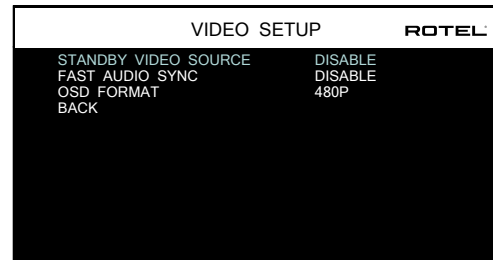 VIDEO SETUP ROTEL
STANDBY VIDEO SOURCE DISABLE
FAST AUDIO SYNC DISABLE
OSD FORMAT 480P
BACK